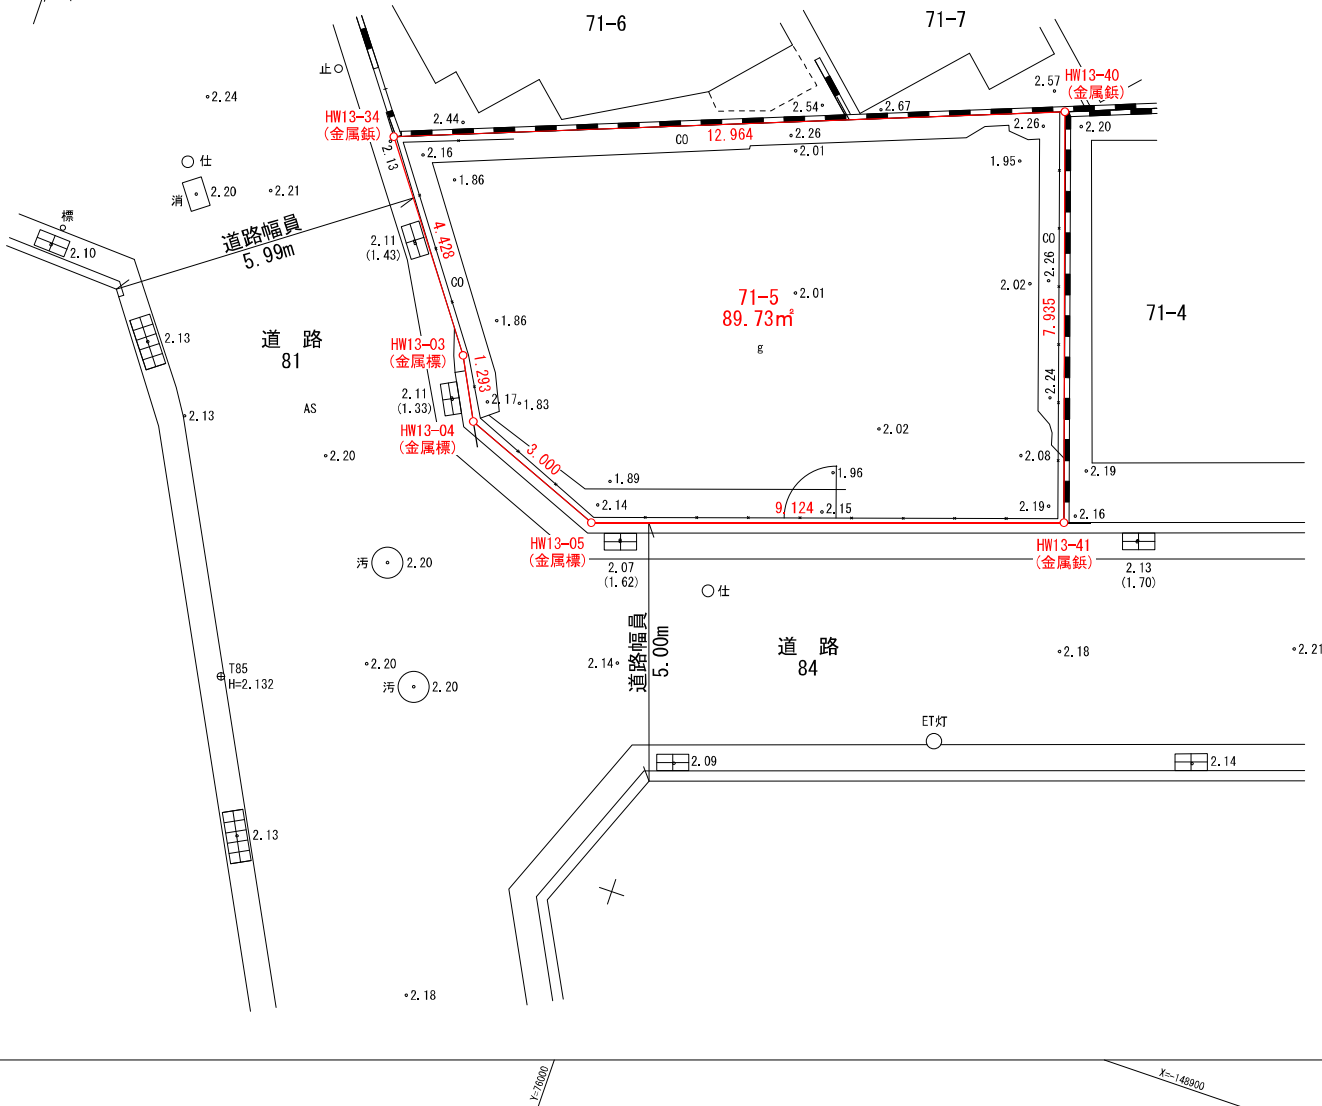 71-6
71-7
止
2.24
2.57
HW13-40
(金属鋲)
HW13-34
(金属鋲)
2.44
2.54
2.67
12.964
2.26
CO
2.26
2.20
2.13
2.16
2.01
1.95
仕
1.86
消
2.20
2.21
標
道路幅員
5.99m
2.10
2.11
(1.43)
4.428
CO
CO
2.26
2.02
7.935
71-5
89.73㎡
2.01
g
71-4
2.13
道 路
81
HW13-03
(金属標)
1.86
1.293
2.11
(1.33)
2.17
1.83
2.24
2.13
AS
HW13-04
(金属標)
2.02
2.20
3.000
2.08
1.89
1.96
2.19
2.14
9.124
2.15
2.19
2.16
HW13-05
(金属標)
HW13-41
(金属鋲)
汚
2.20
2.07
(1.62)
2.13
(1.70)
仕
道路幅員
5.00m
道 路
84
2.18
2.21
T85
H=2.132
2.20
2.14
汚
2.20
ET灯
2.09
2.14
2.13
2.18
Y=76000
X=-148900